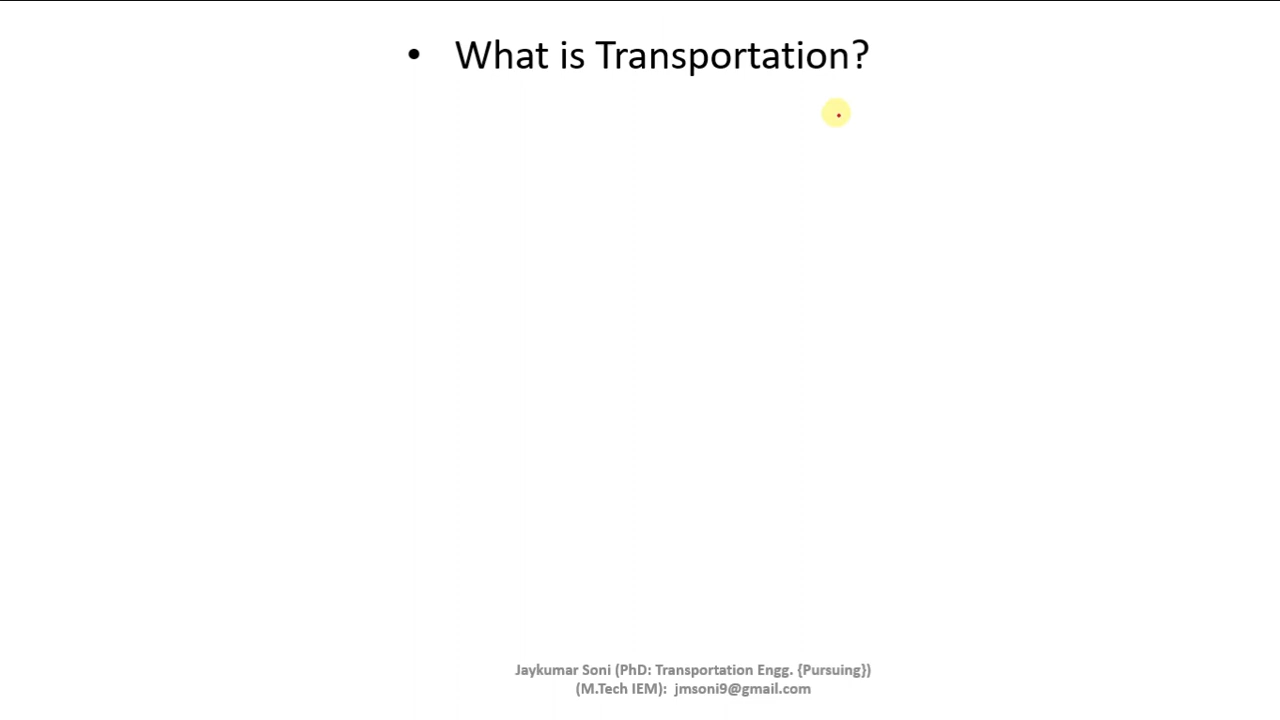 • What is Transportation?
Jaykumar Soni (PhD: Transportation Engg. {Pursuing})
(M.Tech IEM): jmsoni9@gmail.com